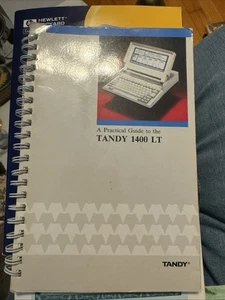 HEWLETT
PACKARD
A Practical Guide to the
TANDY 1400 LT
TANDY®